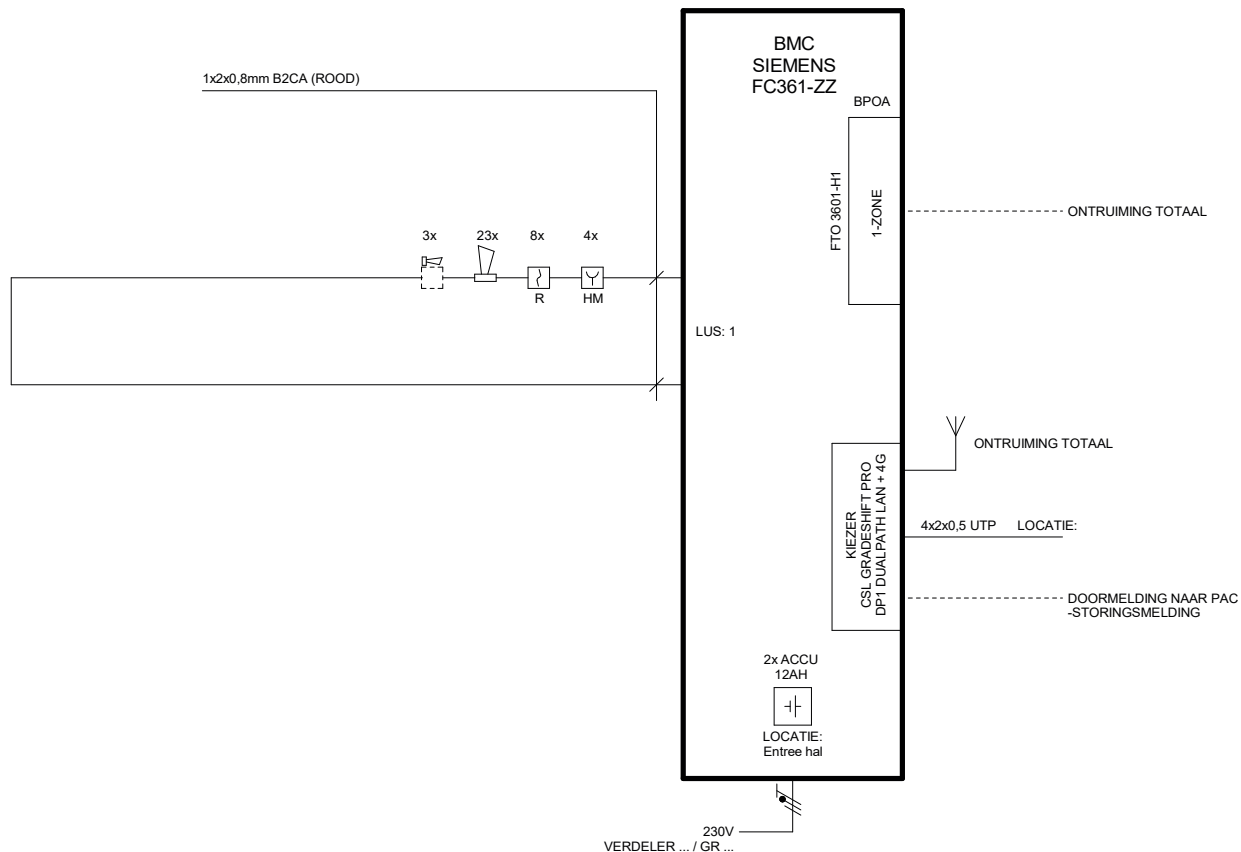 BMC
SIEMENS
FC361-ZZ
1x2x0,8mm B2CA (ROOD)
BPOA
FTO 3601-H1
1-ZONE
ONTRUIMING TOTAAL
3x
23x
8x
4x
R
HM
LUS: 1
ONTRUIMING TOTAAL
KIEZER
CSL GRADESHIFT PRO
DP1 DUALPATH LAN + 4G
4x2x0,5 UTP LOCATIE:
DOORMELDING NAAR PAC
-STORINGSMELDING
2x ACCU
12AH
LOCATIE:
Entree hal
230V
VERDELER ... / GR ...